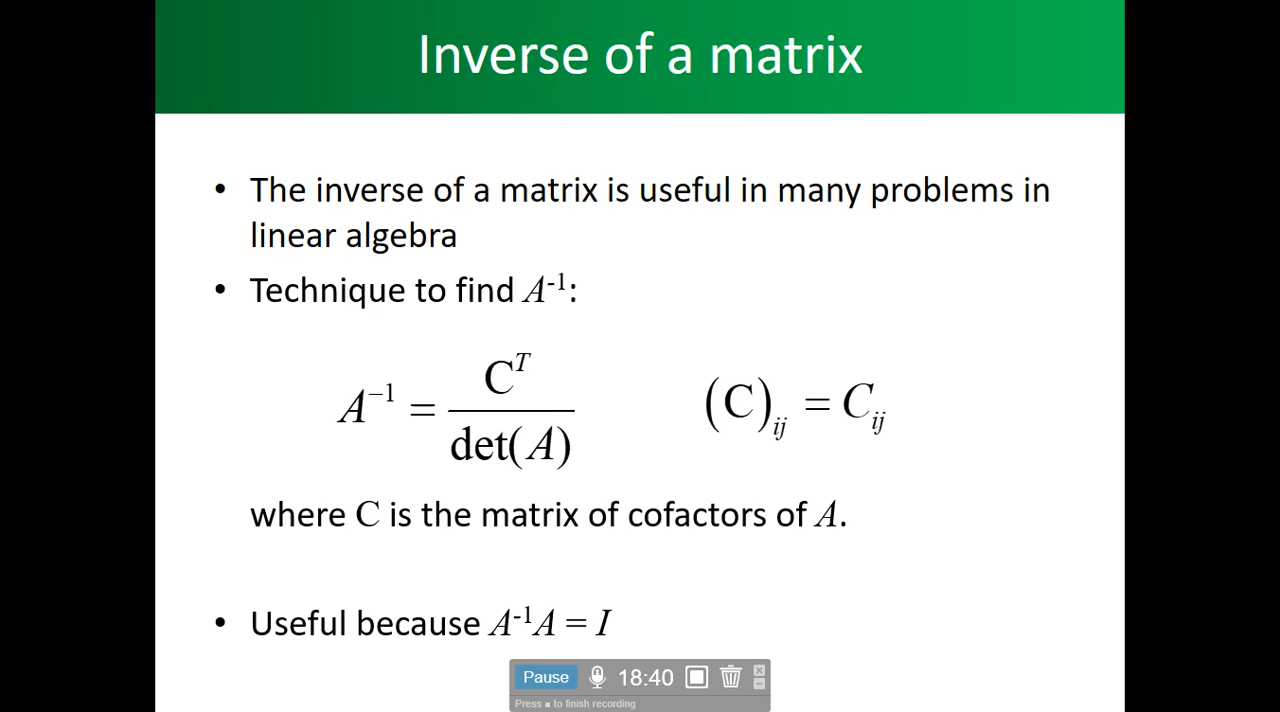 Inverse of a matrix
• The inverse of a matrix is useful in many problems in
linear algebra
• Technique to find A⁻¹:
A⁻¹ = Cᵀ / det(A)    (C)ᵢⱼ = Cᵢⱼ
where C is the matrix of cofactors of A.
• Useful because A⁻¹A = I
Pause 18:40
Press ■ to finish recording